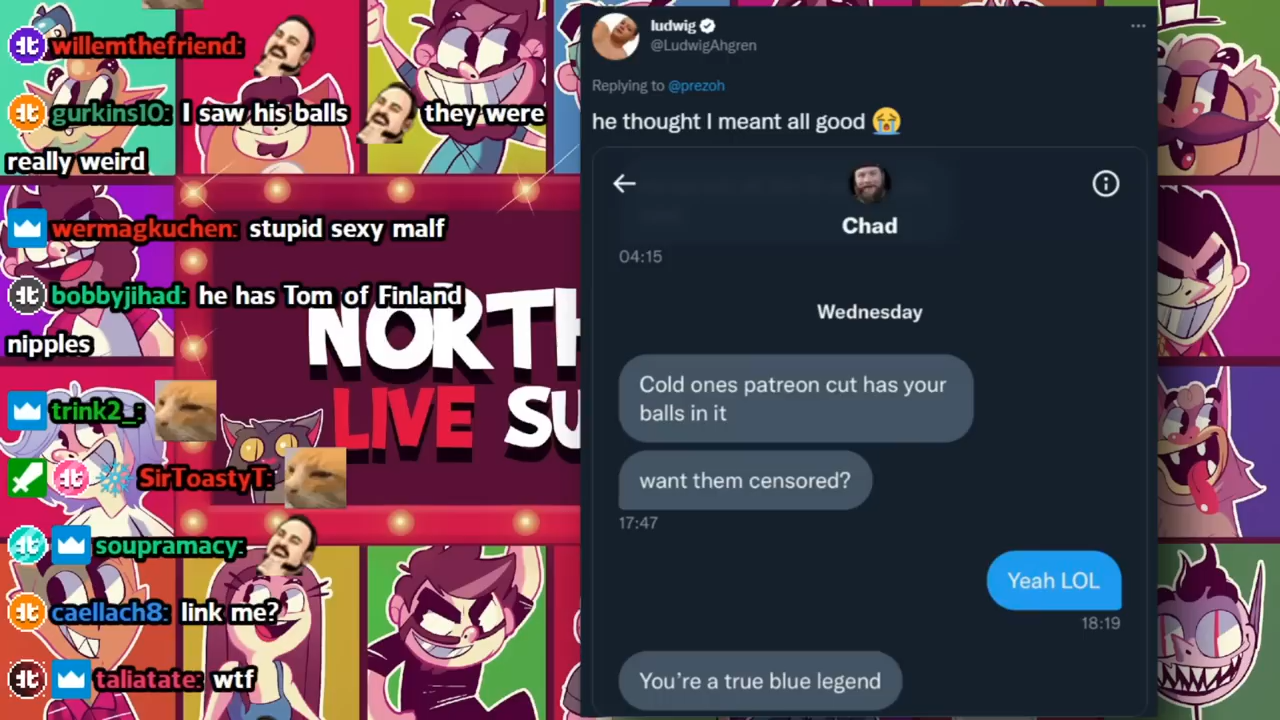 willemthefriend:
gurkins10: I saw his balls they were
really weird
wermagkuchen: stupid sexy malf
bobbyjihad: he has Tom of Finland
nipples
trink2_:
SirToastyT:
soupramacy:
caellach8: link me?
taliatate: wtf
NORTH
LIVE SU
ludwig
@LudwigAhgren
Replying to @prezoh
he thought I meant all good 😭
Chad
04:15
Wednesday
Cold ones patreon cut has your
balls in it
want them censored?
17:47
Yeah LOL
18:19
You're a true blue legend